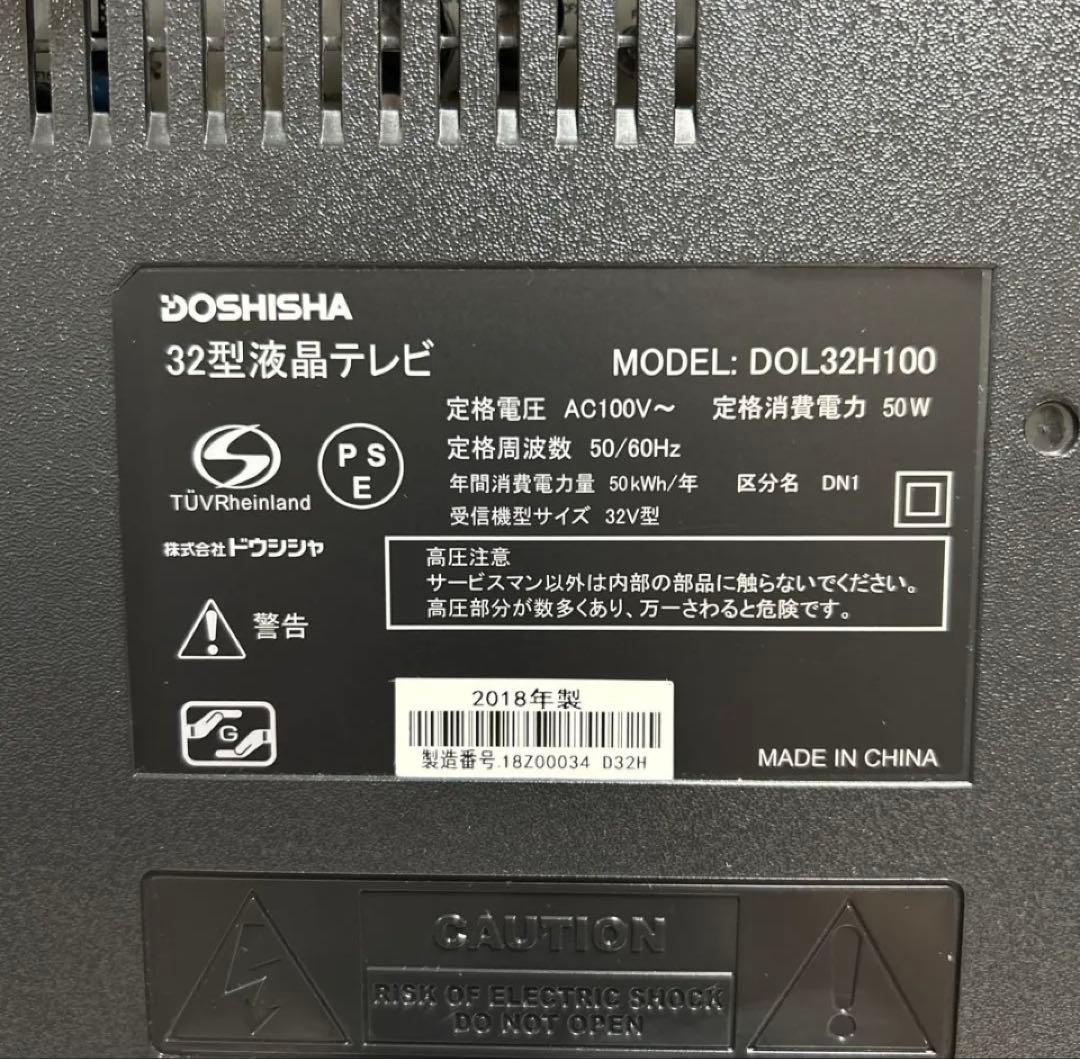 DOSHISHA
32型液晶テレビ
MODEL: DOL32H100
定格電圧 AC100V～ 定格消費電力 50W
定格周波数 50/60Hz
年間消費電力量 50kWh/年 区分名 DN1
受信機型サイズ 32V型
TÜVRheinland
PS
E
株式会社ドウシシャ
高圧注意
サービスマン以外は内部の部品に触らないでください。
高圧部分が数多くあり、万一さわると危険です。
警告
G
2018年製
製造番号.18Z00034 D32H
MADE IN CHINA
CAUTION
RISK OF ELECTRIC SHOCK
DO NOT OPEN